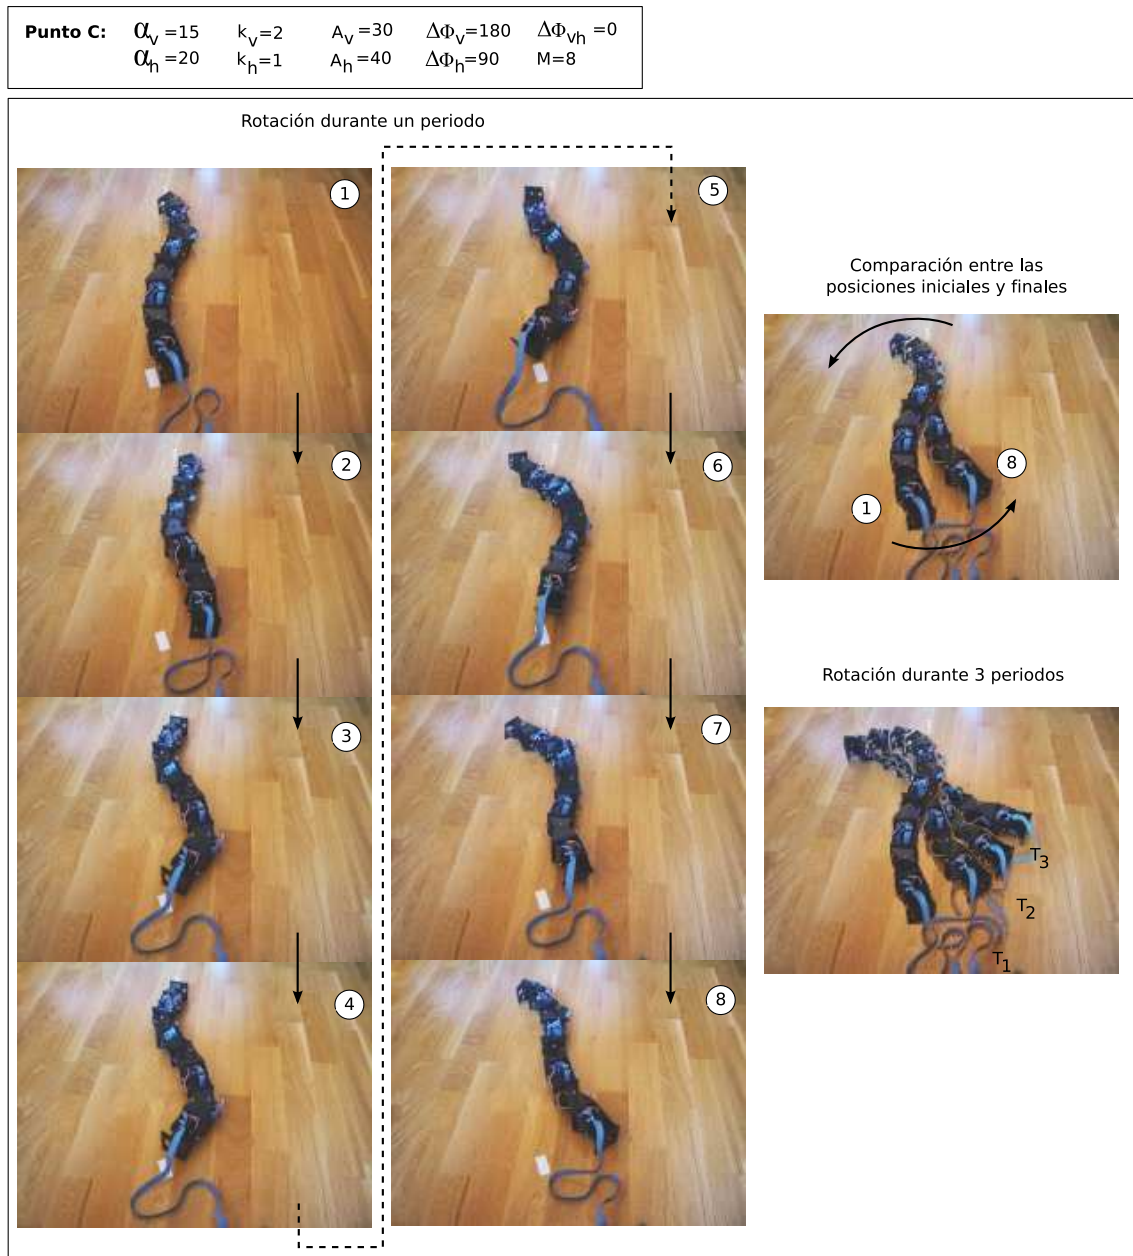 Punto C: αv =15 kv=2 Av =30 ΔΦv=180 ΔΦvh =0
αh =20 kh=1 Ah =40 ΔΦh=90 M=8
Rotación durante un periodo
1
2
3
4
5
6
7
8
Comparación entre las
posiciones iniciales y finales
8
1
Rotación durante 3 periodos
T3
T2
T1